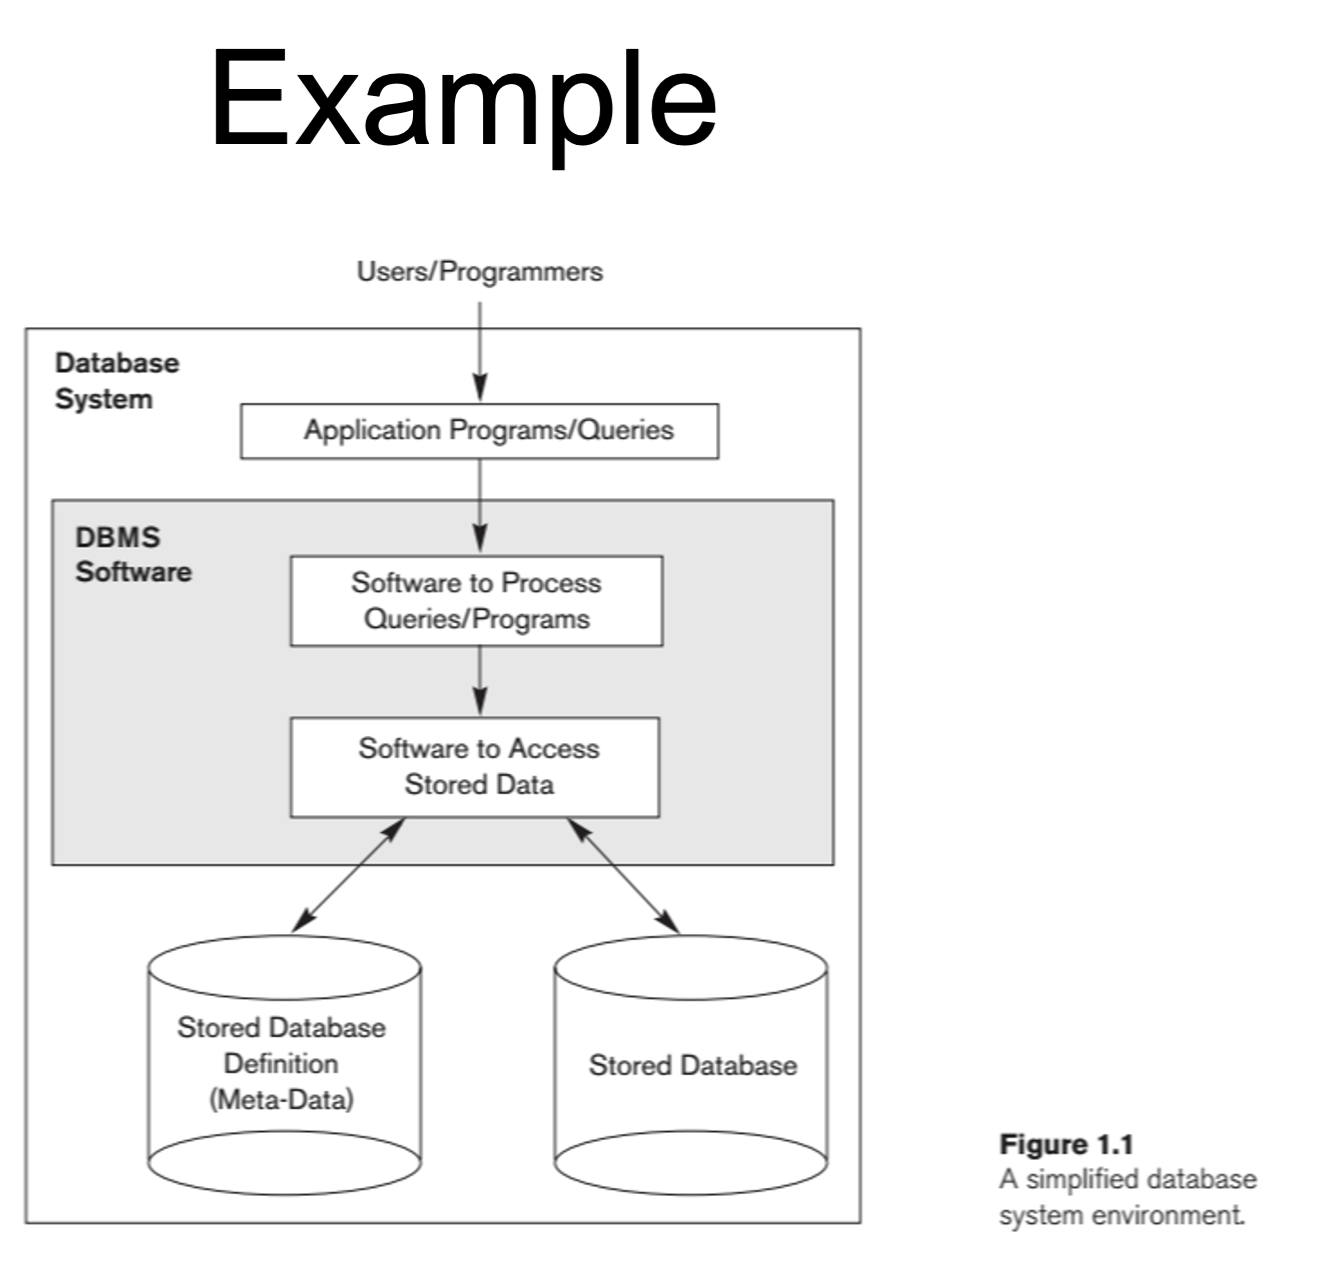 Example
Users/Programmers
Database
System
Application Programs/Queries
DBMS
Software
Software to Process
Queries/Programs
Software to Access
Stored Data
Stored Database
Definition
(Meta-Data)
Stored Database
Figure 1.1
A simplified database
system environment.